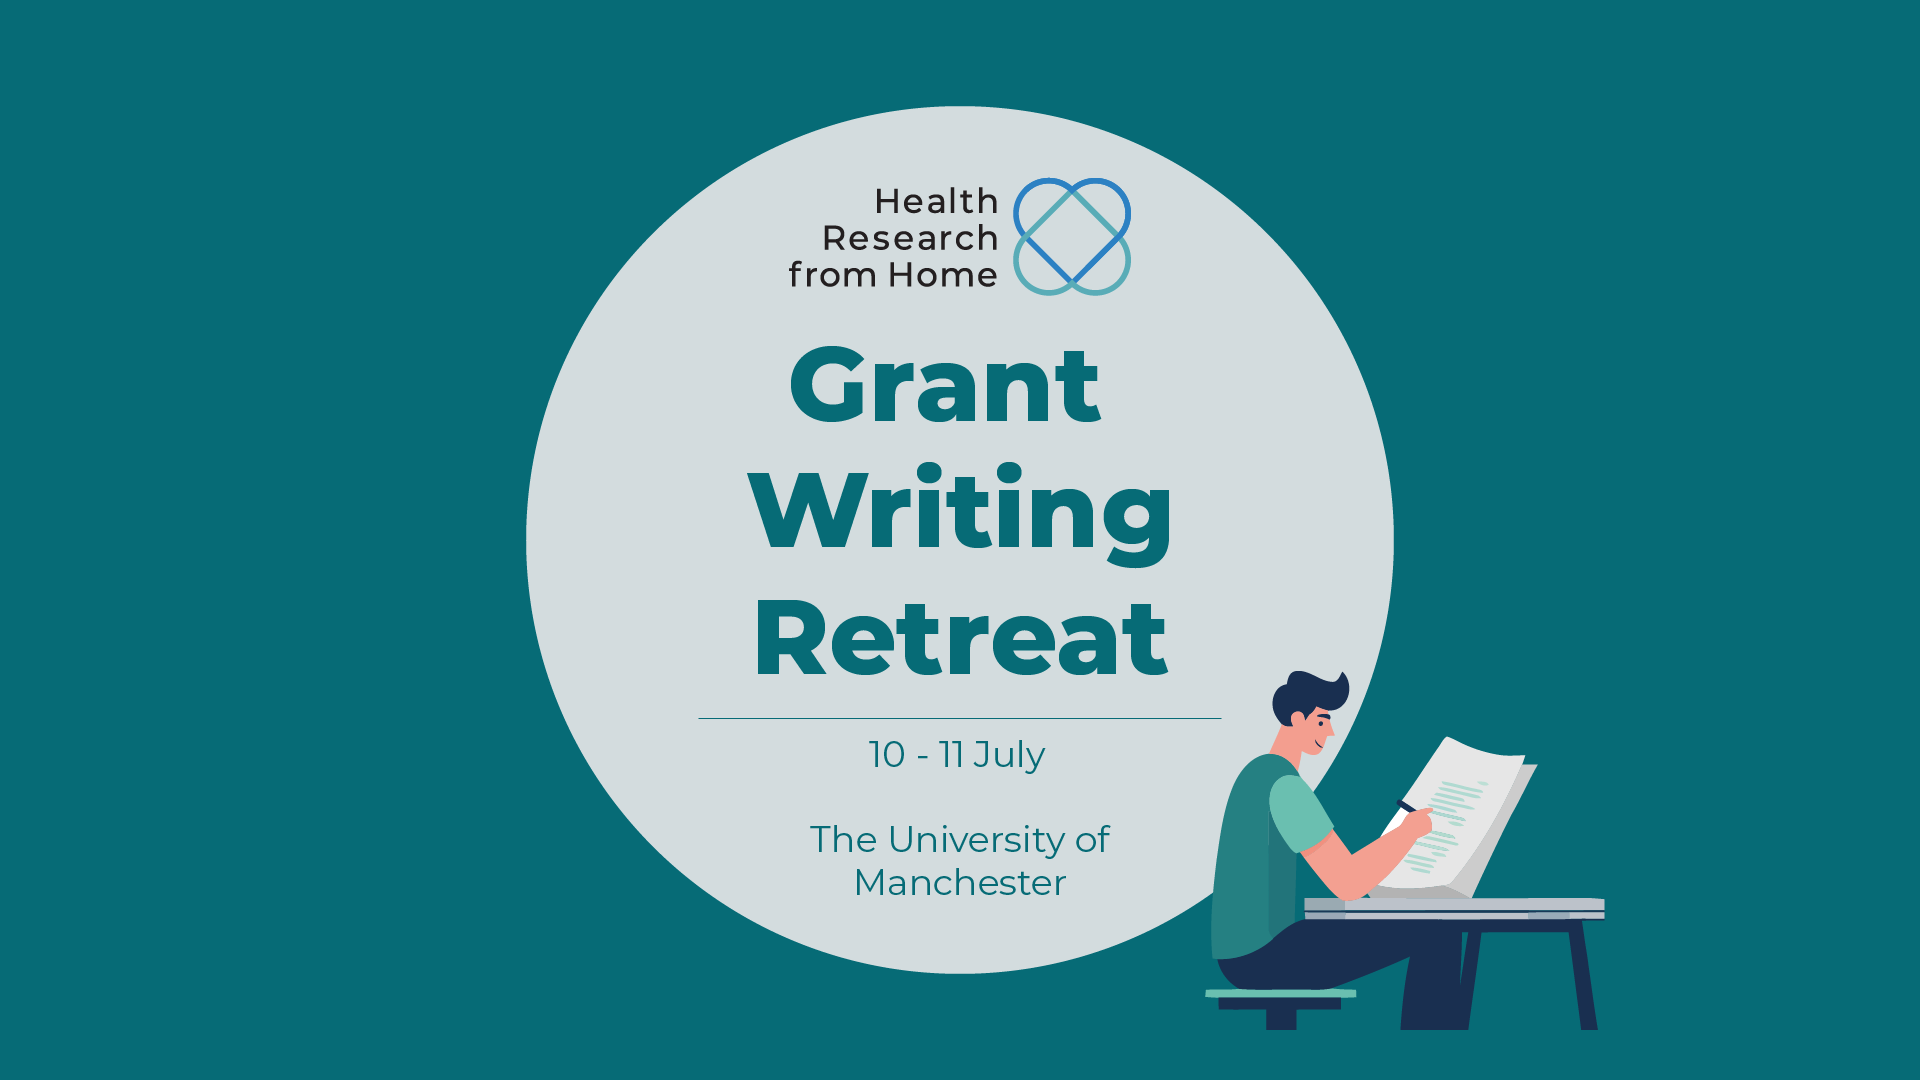 Health
Research
from Home
Grant
Writing
Retreat
10 - 11 July
The University of
Manchester